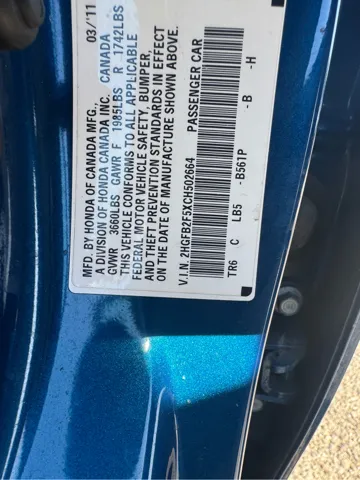 MFD. BY HONDA OF CANADA MFG., 03/'11
A DIVISION OF HONDA CANADA INC., CANADA
GVWR 3660LBS GAWR F 1985LBS R 1742LBS
THIS VEHICLE CONFORMS TO ALL APPLICABLE
FEDERAL MOTOR VEHICLE SAFETY, BUMPER,
AND THEFT PREVENTION STANDARDS IN EFFECT
ON THE DATE OF MANUFACTURE SHOWN ABOVE.
V.I.N. 2HGFB2F5XCH502664 PASSENGER CAR
TR6 C LB5 -B561P -B -H